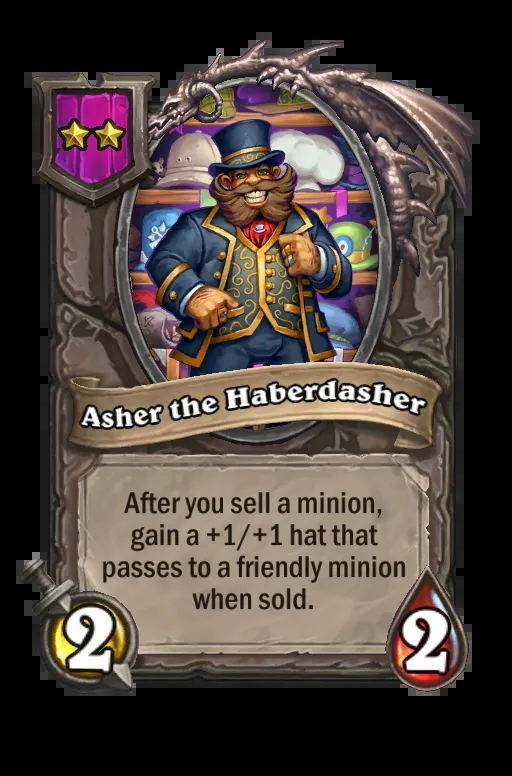 Asher the Haberdasher
After you sell a minion,
gain a +1/+1 hat that
passes to a friendly minion
when sold.
2
2